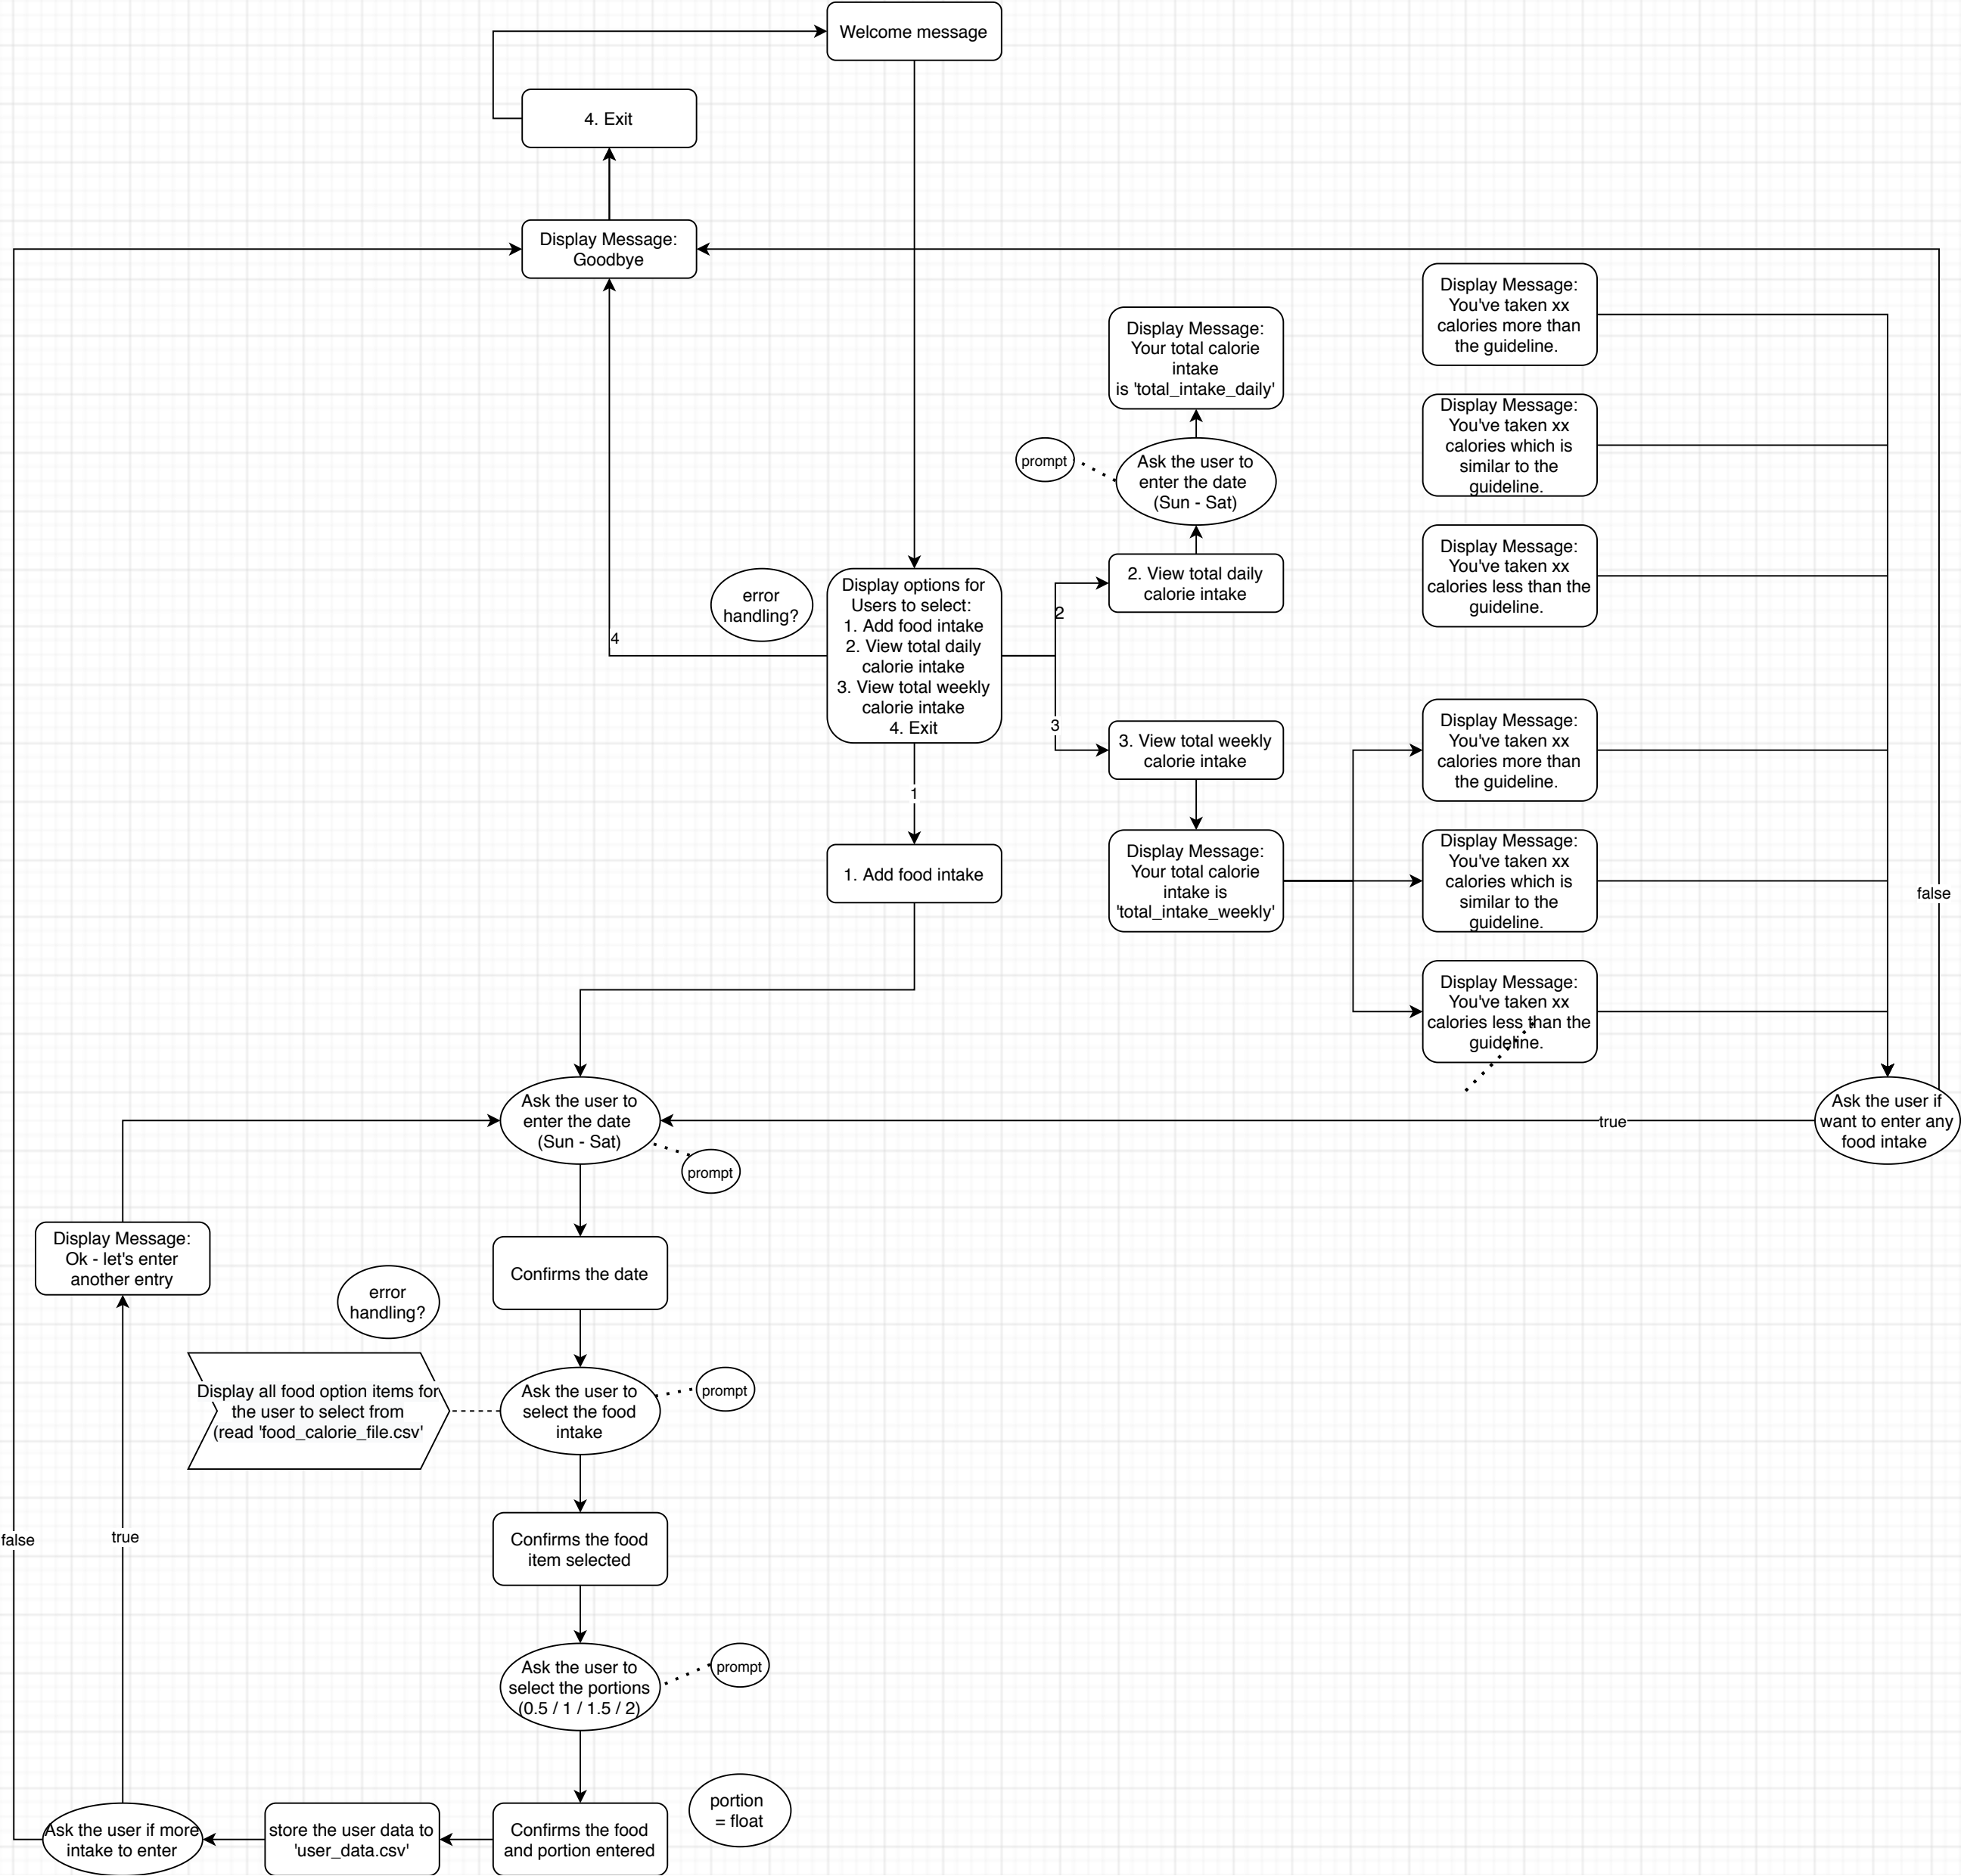 Welcome message
4. Exit
Display Message:
Goodbye
Display Message:
You've taken xx
calories more than
the guideline.
Display Message:
Your total calorie
intake
is 'total_intake_daily'
Display Message:
You've taken xx
calories which is
similar to the
guideline.
prompt
Ask the user to
enter the date
(Sun - Sat)
Display Message:
You've taken xx
calories less than the
guideline.
2. View total daily
calorie intake
error
handling?
Display options for
Users to select:
1. Add food intake
2. View total daily
calorie intake
3. View total weekly
calorie intake
4. Exit
2
4
3
3. View total weekly
calorie intake
Display Message:
You've taken xx
calories more than
the guideline.
1
1. Add food intake
Display Message:
Your total calorie
intake is
'total_intake_weekly'
Display Message:
You've taken xx
calories which is
similar to the
guideline.
false
Display Message:
You've taken xx
calories less than the
guideline.
Ask the user to
enter the date
(Sun - Sat)
true
Ask the user if
want to enter any
food intake
prompt
Display Message:
Ok - let's enter
another entry
Confirms the date
error
handling?
Display all food option items for
the user to select from
(read 'food_calorie_file.csv'
Ask the user to
select the food
intake
prompt
false
true
Confirms the food
item selected
Ask the user to
select the portions
(0.5 / 1 / 1.5 / 2)
prompt
portion
= float
Ask the user if more
intake to enter
store the user data to
'user_data.csv'
Confirms the food
and portion entered